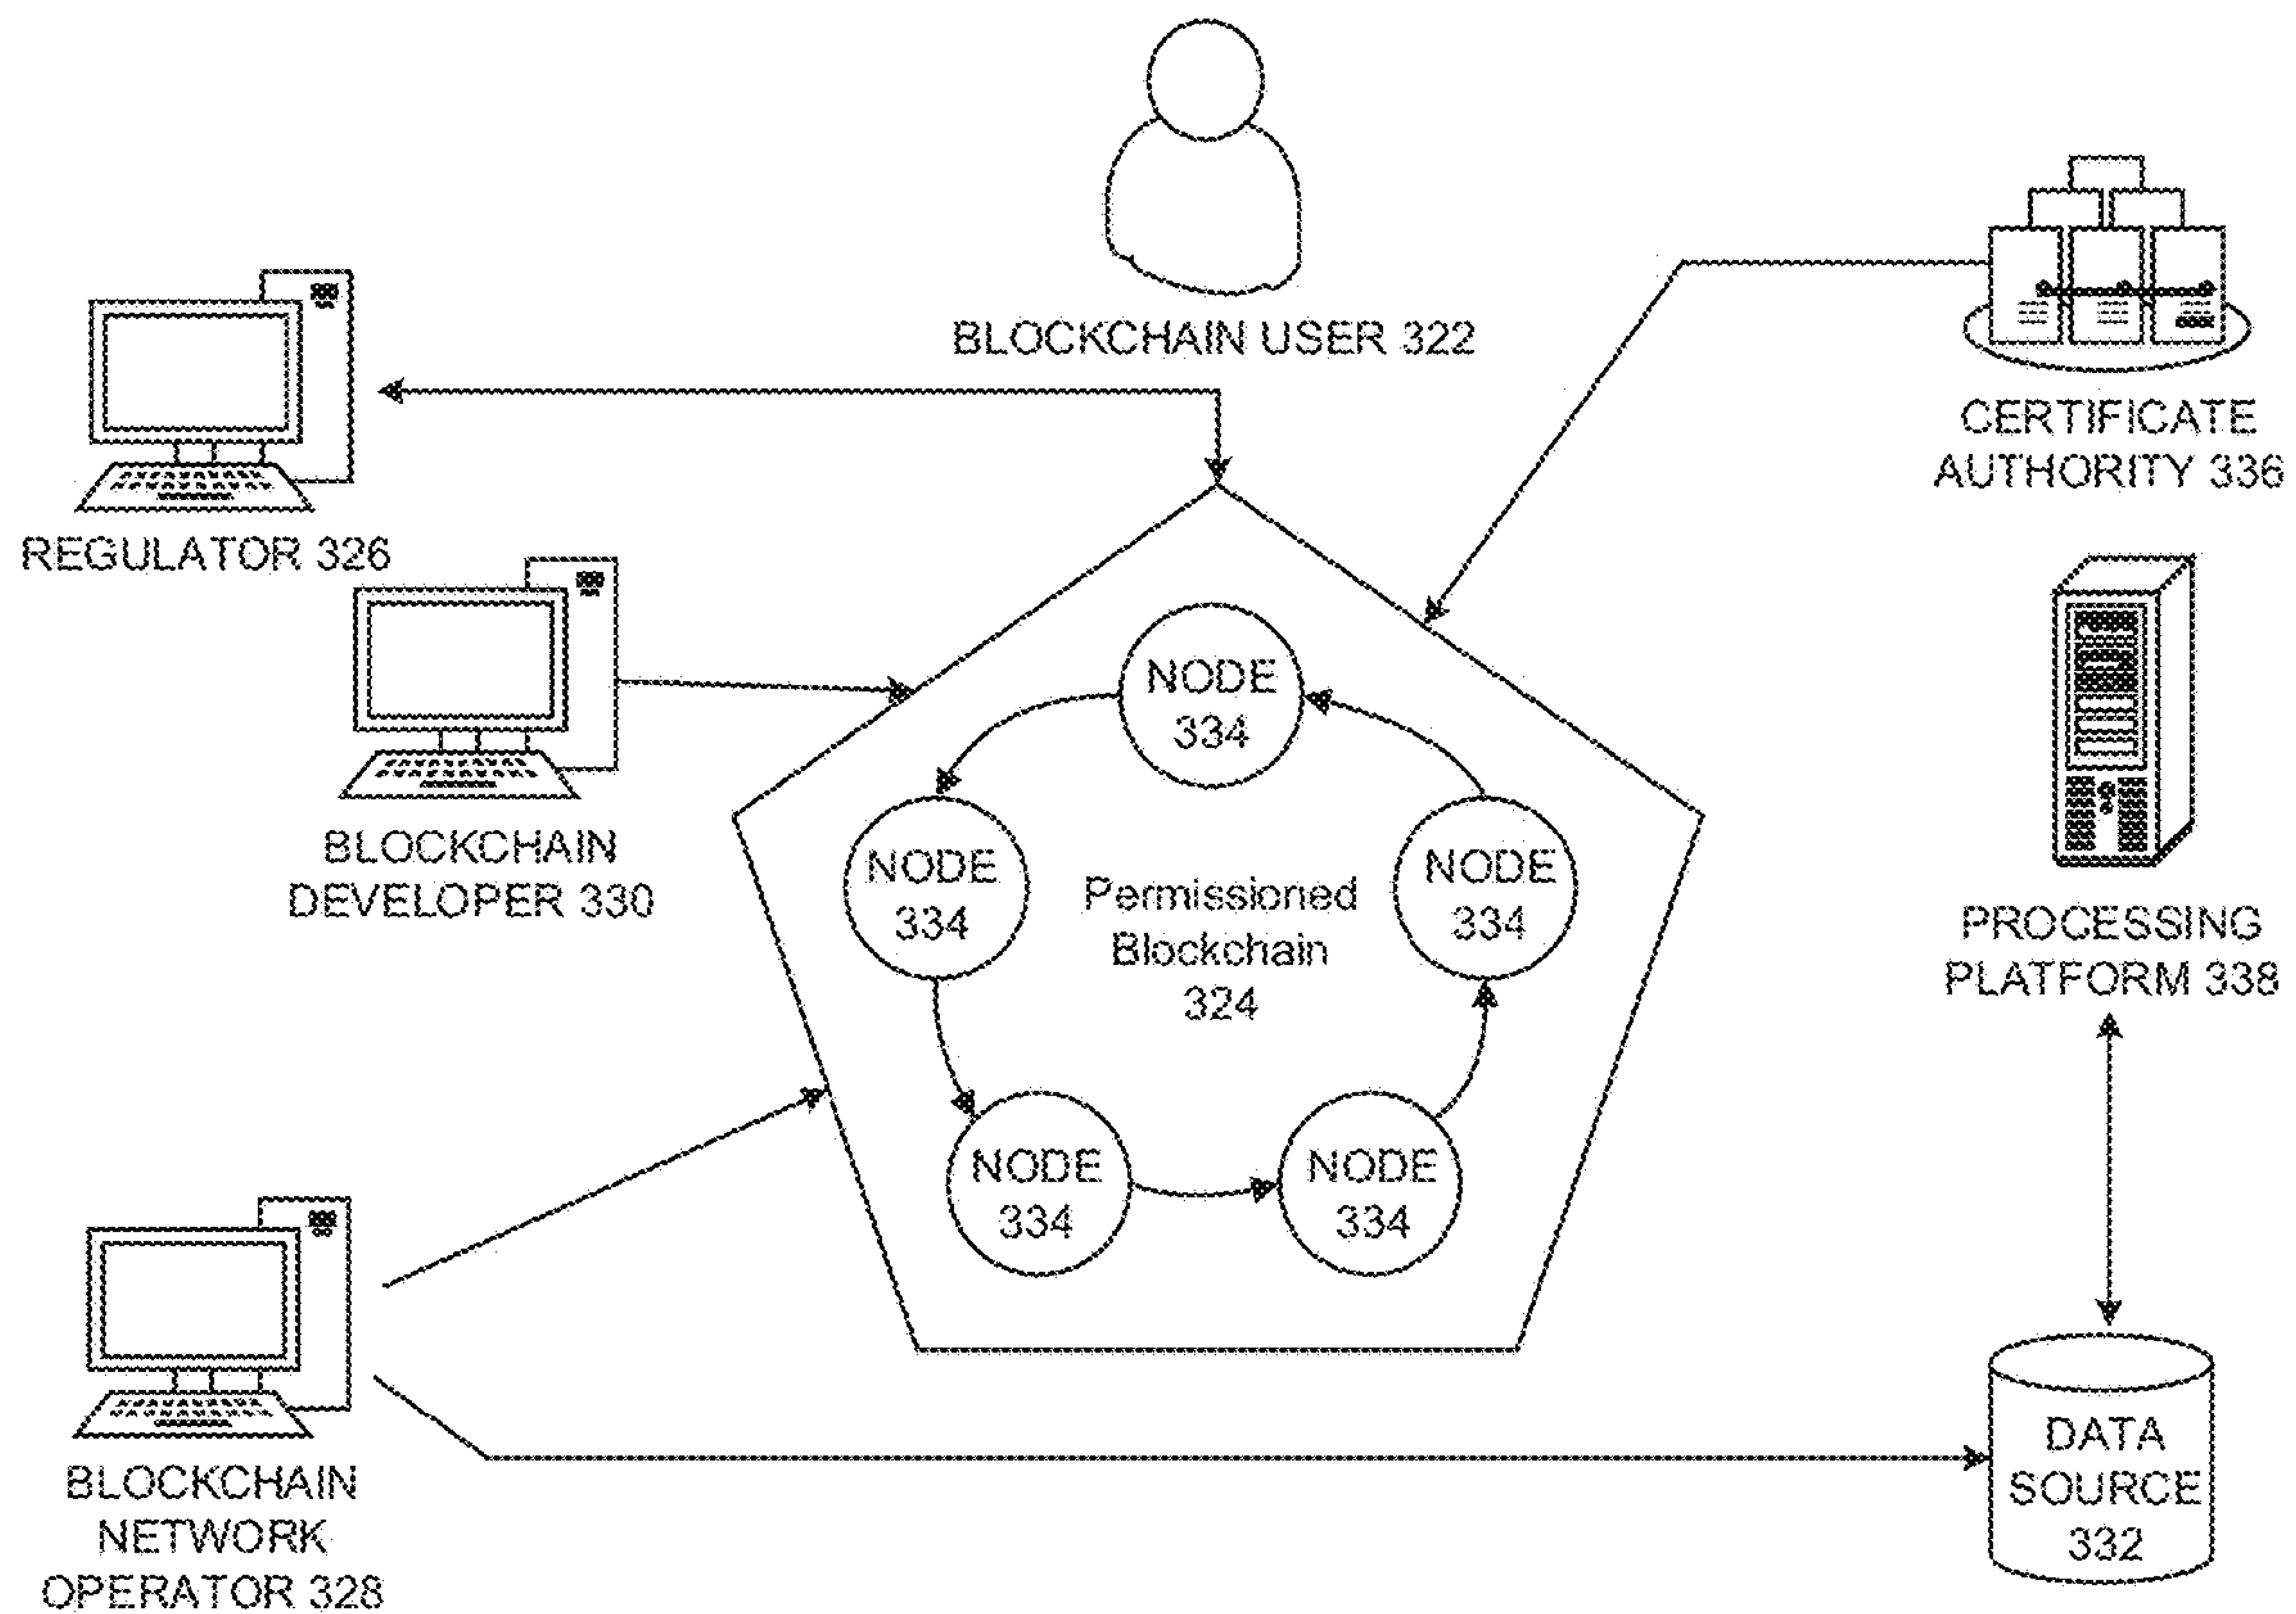 BLOCKCHAIN USER 322
CERTIFICATE
AUTHORITY 336
REGULATOR 326
BLOCKCHAIN
DEVELOPER 330
NODE
334
NODE
334
Permissioned
Blockchain
324
NODE
334
NODE
334
NODE
334
PROCESSING
PLATFORM 338
BLOCKCHAIN
NETWORK
OPERATOR 328
DATA
SOURCE
332